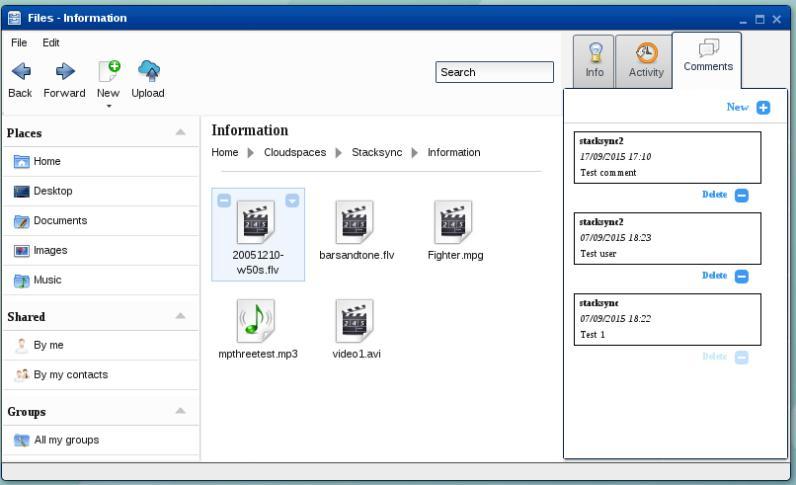 Files - Information
File Edit
Back Forward New Upload
Search
Info Activity Comments
New
Places
Home
Desktop
Documents
Images
Music
Shared
By me
By my contacts
Groups
All my groups
Information
Home Cloudspaces Stacksync Information
20051210-
w50s.flv
barsandtone.flv
Fighter.mpg
mpthreetest.mp3
video1.avi
stacksync2
17/09/2015 17:10
Test comment
Delete
stacksync2
07/09/2015 18:23
Test user
Delete
stacksync
07/09/2015 18:22
Test 1
Delete